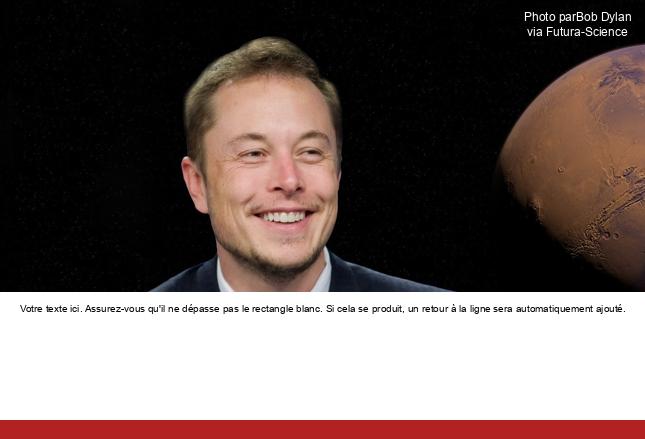 Photo parBob Dylan
via Futura-Science
Votre texte ici. Assurez-vous qu'il ne dépasse pas le rectangle blanc. Si cela se produit, un retour à la ligne sera automatiquement ajouté.